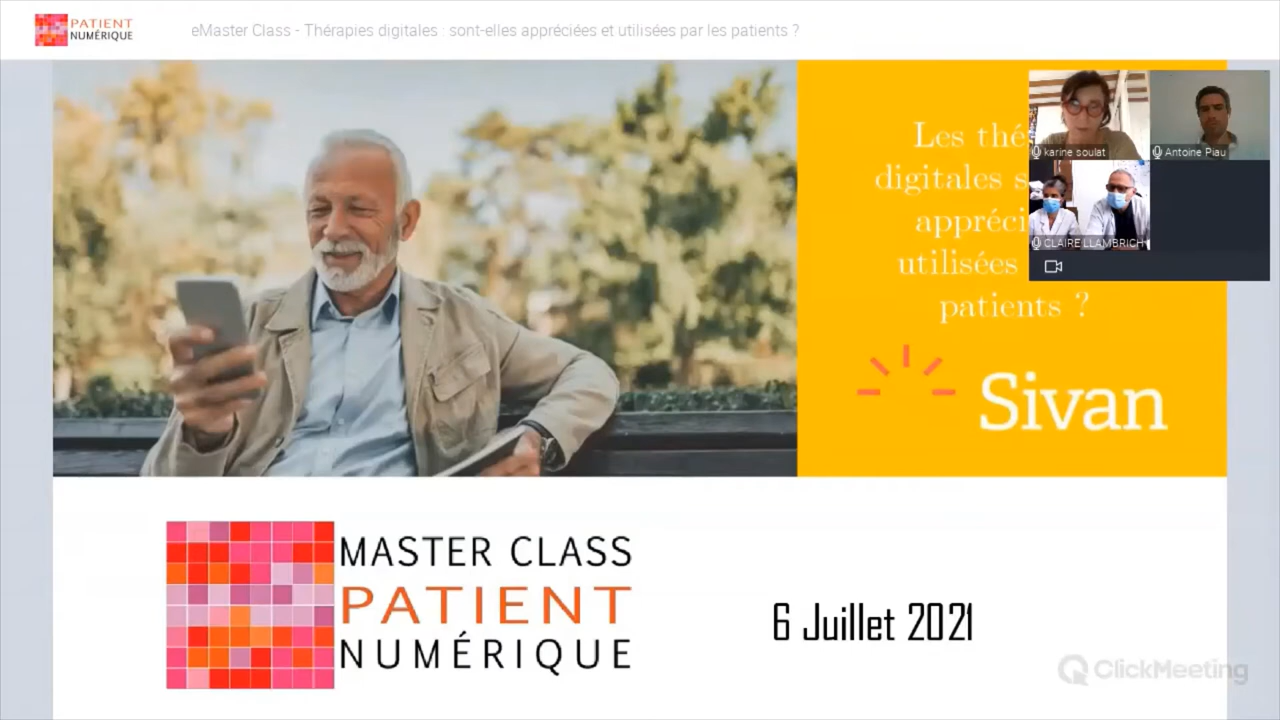 PATIENT
NUMÉRIQUE
eMaster Class - Thérapies digitales : sont-elles appréciées et utilisées par les patients ?
Les thé
digitales s
appréci
utilisées
patients ?
karine soulat
Antoine Piau
CLAIRE LLAMBRICH
Sivan
MASTER CLASS
PATIENT
NUMÉRIQUE
6 Juillet 2021
ClickMeeting